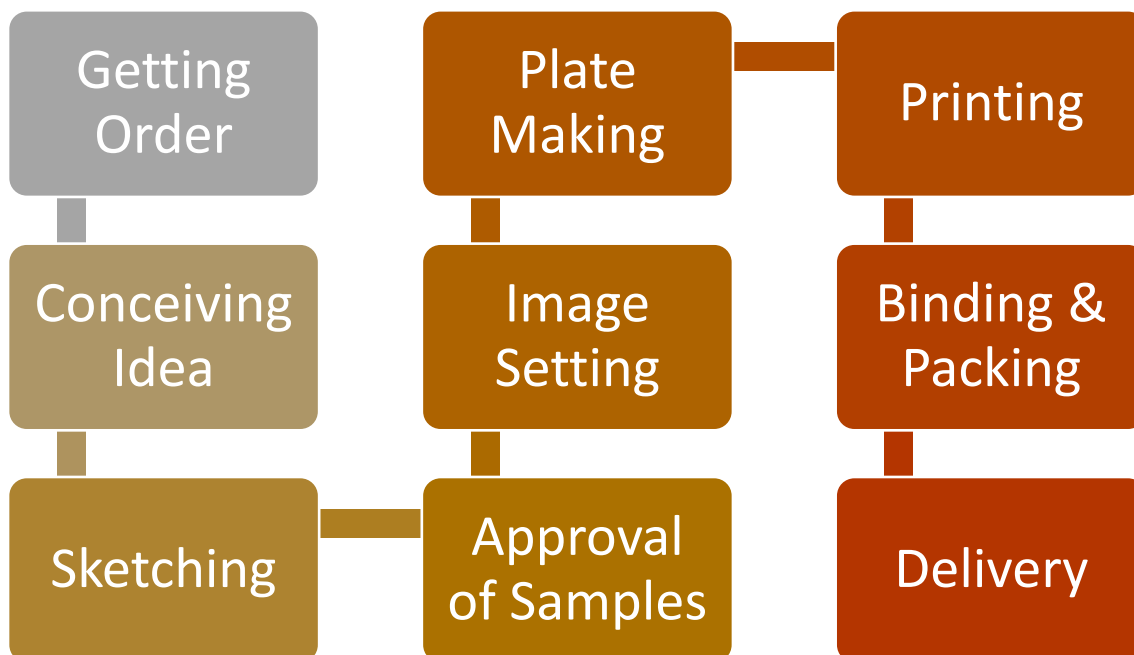 Getting
Order
Conceiving
Idea
Sketching
Approval
of Samples
Image
Setting
Plate
Making
Printing
Binding &
Packing
Delivery